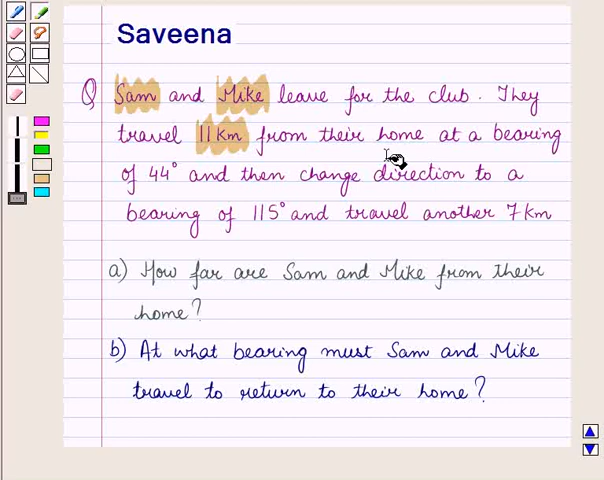 Saveena
Q Sam and Mike leave for the club. They
travel 11 km from their home at a bearing
of 44° and then change direction to a
bearing of 115° and travel another 7 km
a) How far are Sam and Mike from their
home?
b) At what bearing must Sam and Mike
travel to return to their home?